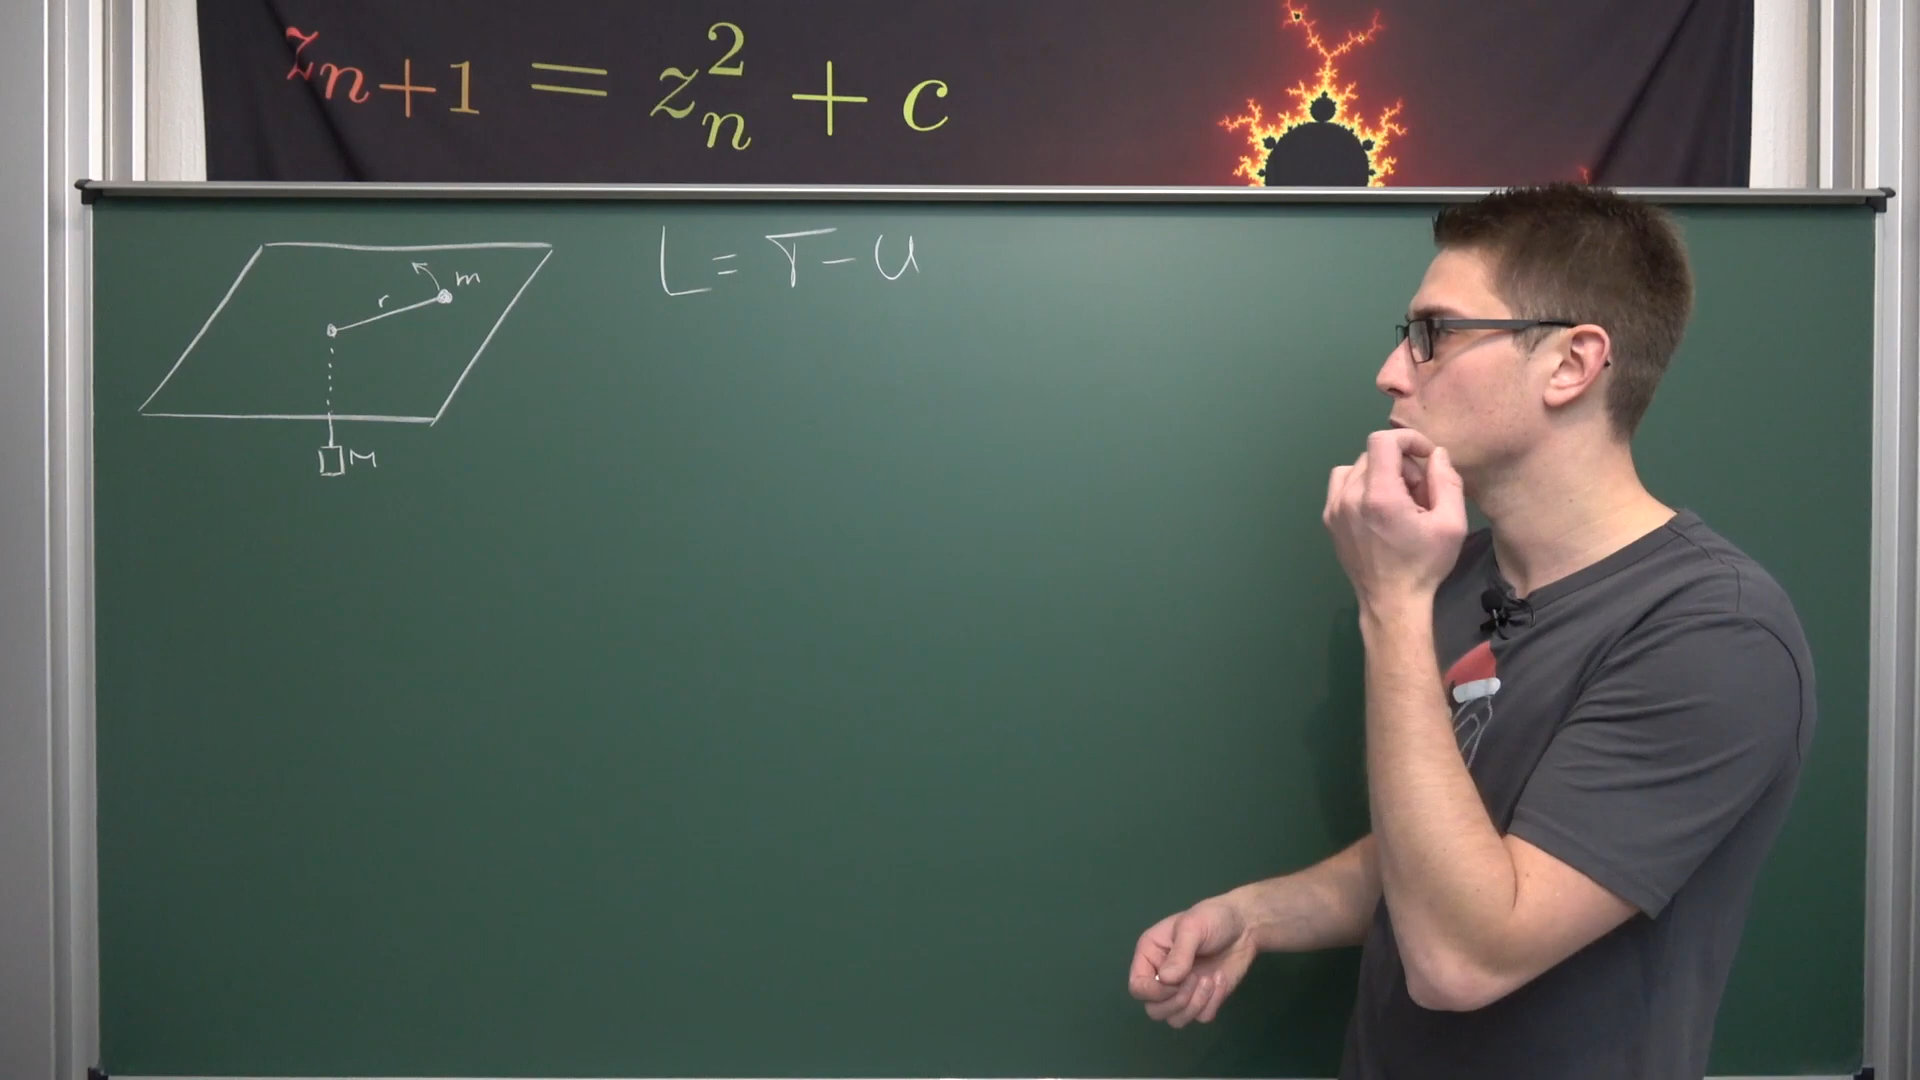 zₙ₊₁ = zₙ² + c
L = T - U
m
r
M